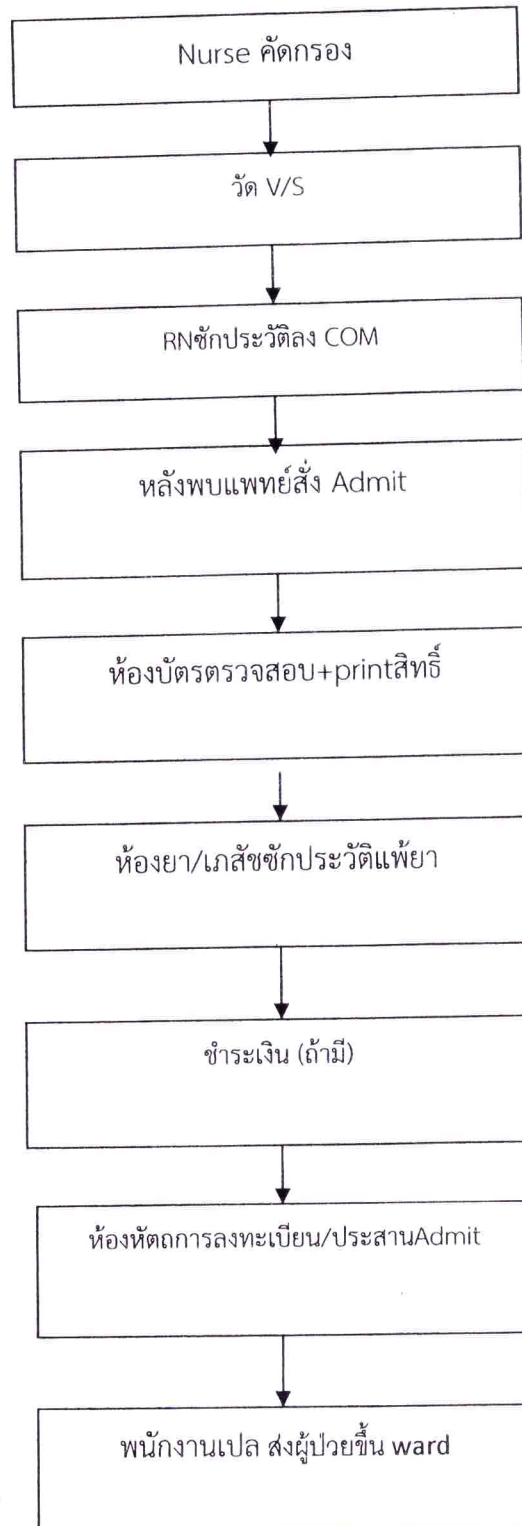 Nurse คัดกรอง
วัด V/S
RNซักประวัติลง COM
หลังพบแพทย์สั่ง Admit
ห้องบัตรตรวจสอบ+printสิทธิ์
ห้องยา/เภสัชซักประวัติแพ้ยา
ชำระเงิน (ถ้ามี)
ห้องหัตถการลงทะเบียน/ประสานAdmit
พนักงานเปล ส่งผู้ป่วยขึ้น ward